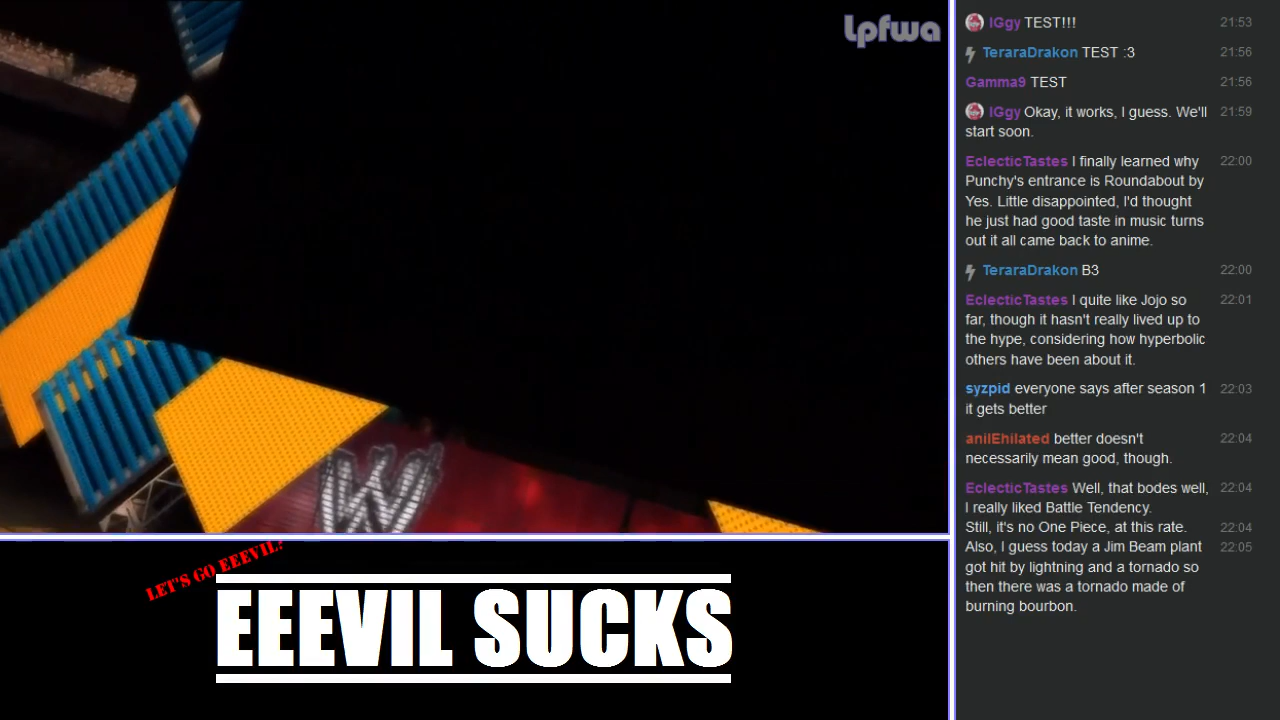 lpfwa
W
LET'S GO EEEVIL!
EEEVIL SUCKS
IGgy TEST!!! 21:53
TeraraDrakon TEST :3 21:56
Gamma9 TEST 21:56
IGgy Okay, it works, I guess. We'll 21:59
start soon.
EclecticTastes I finally learned why 22:00
Punchy's entrance is Roundabout by
Yes. Little disappointed, I'd thought
he just had good taste in music turns
out it all came back to anime.
TeraraDrakon B3 22:00
EclecticTastes I quite like Jojo so 22:01
far, though it hasn't really lived up to
the hype, considering how hyperbolic
others have been about it.
syzpid everyone says after season 1 22:03
it gets better
anilEhilated better doesn't 22:04
necessarily mean good, though.
EclecticTastes Well, that bodes well, 22:04
I really liked Battle Tendency.
Still, it's no One Piece, at this rate. 22:04
Also, I guess today a Jim Beam plant 22:05
got hit by lightning and a tornado so
then there was a tornado made of
burning bourbon.